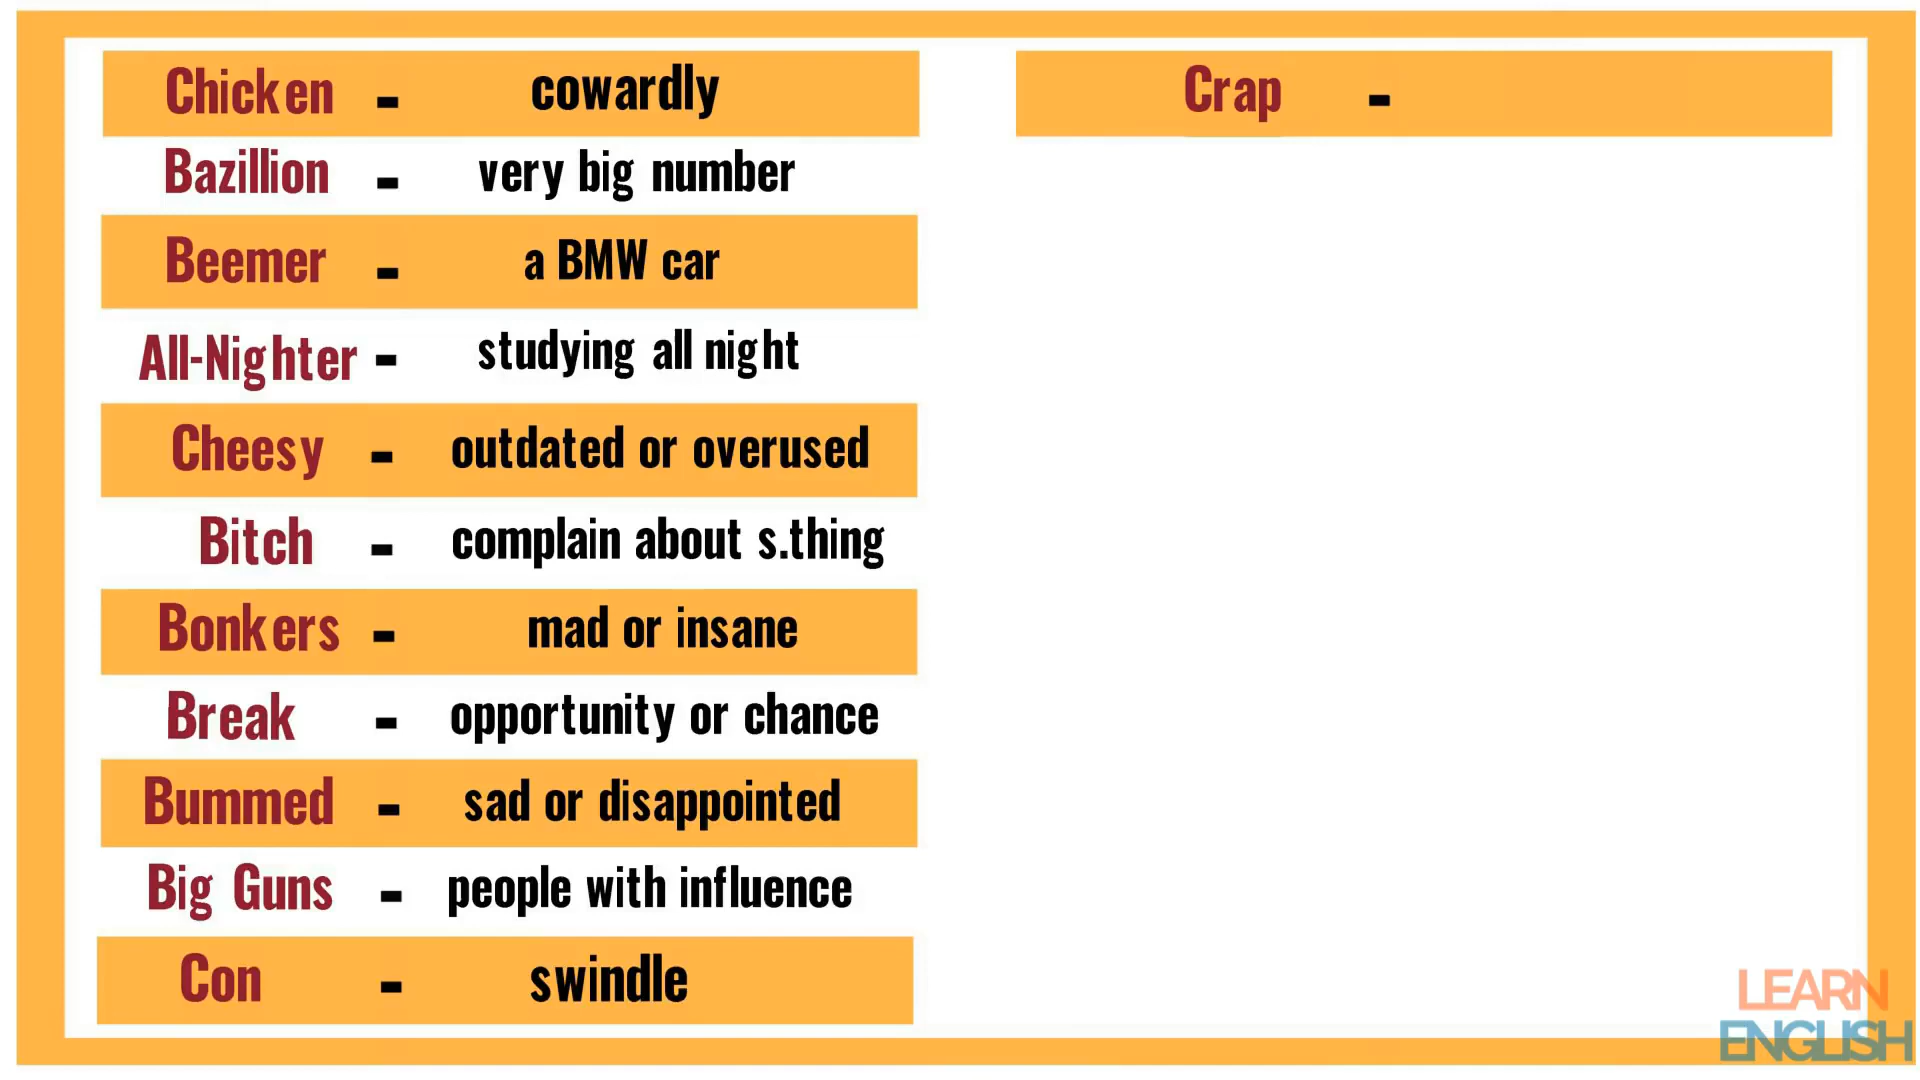 Chicken - cowardly
Bazillion - very big number
Beemer - a BMW car
All-Nighter - studying all night
Cheesy - outdated or overused
Bitch - complain about s.thing
Bonkers - mad or insane
Break - opportunity or chance
Bummed - sad or disappointed
Big Guns - people with influence
Con - swindle
Crap -
LEARN
ENGLISH